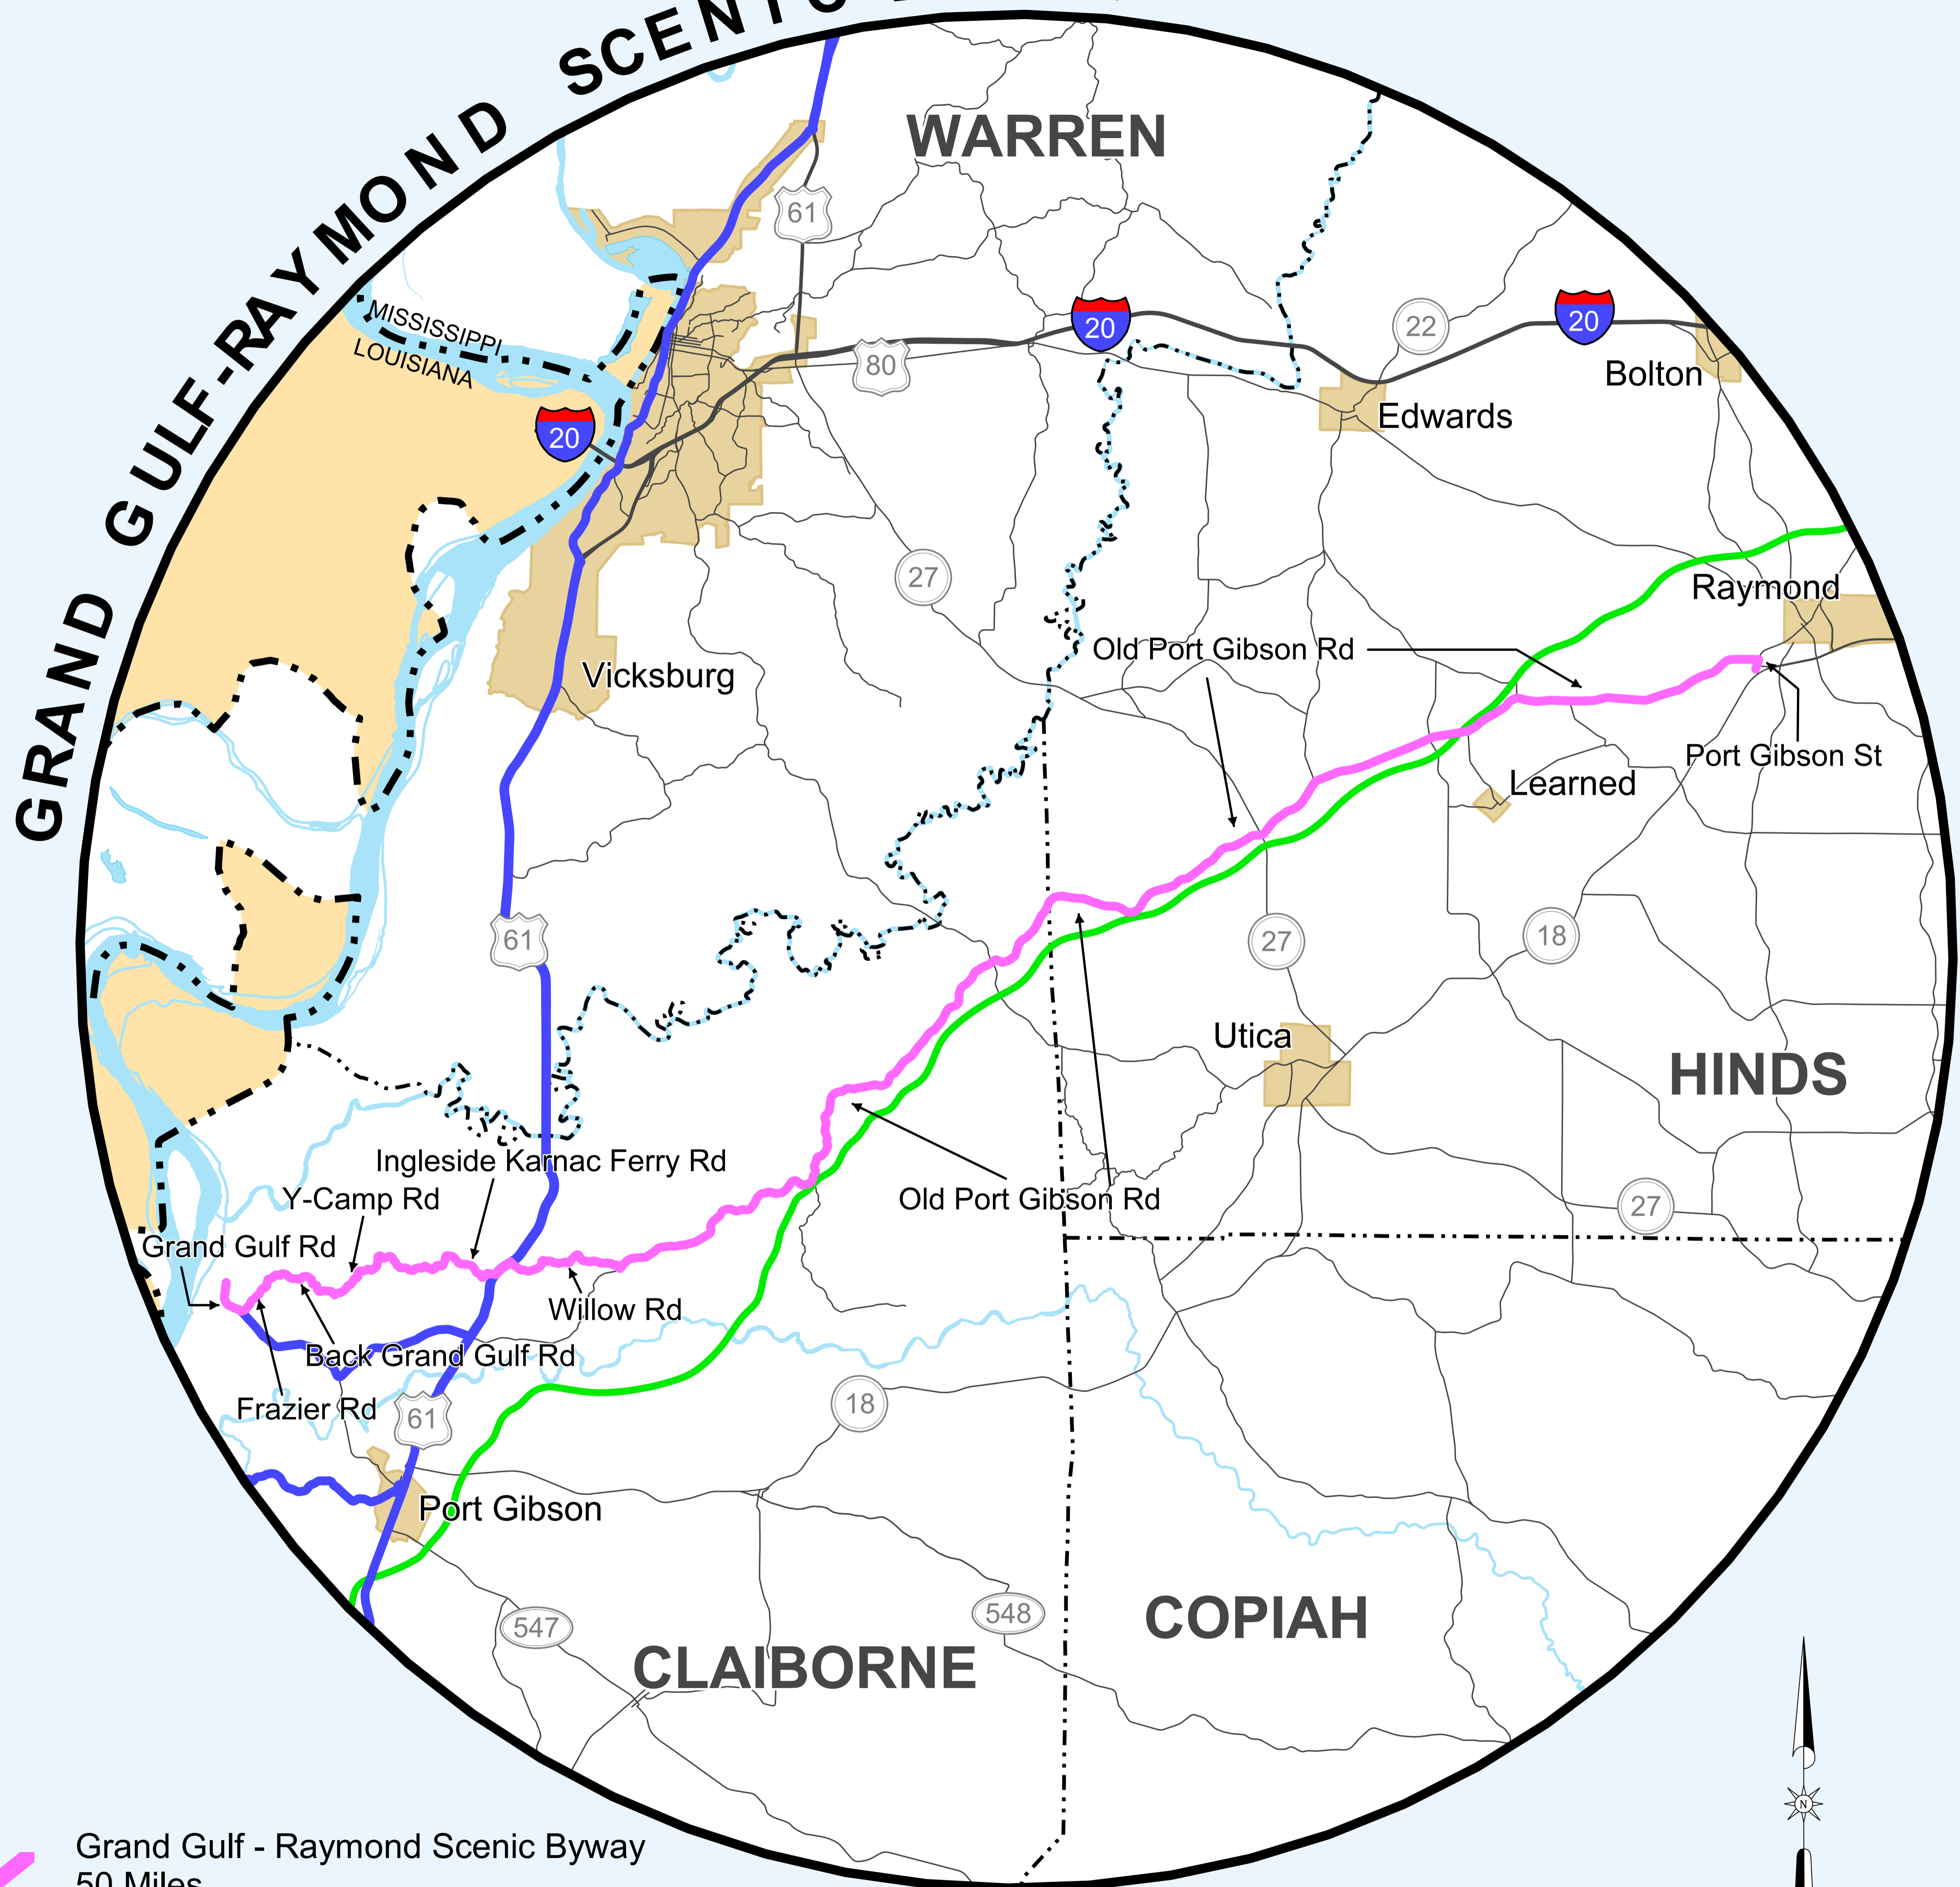 GRAND GULF-RAYMOND SCENIC
WARREN
61
MISSISSIPPI
LOUISIANA
20
80
20
22
20
Bolton
Edwards
27
Raymond
Old Port Gibson Rd
Vicksburg
Port Gibson St
Learned
61
27
18
Utica
HINDS
Ingleside Karnac Ferry Rd
Y-Camp Rd
Old Port Gibson Rd
27
Grand Gulf Rd
Willow Rd
Back Grand Gulf Rd
Frazier Rd
61
18
Port Gibson
547
548
COPIAH
CLAIBORNE
N
Grand Gulf - Raymond Scenic Byway
50 Miles